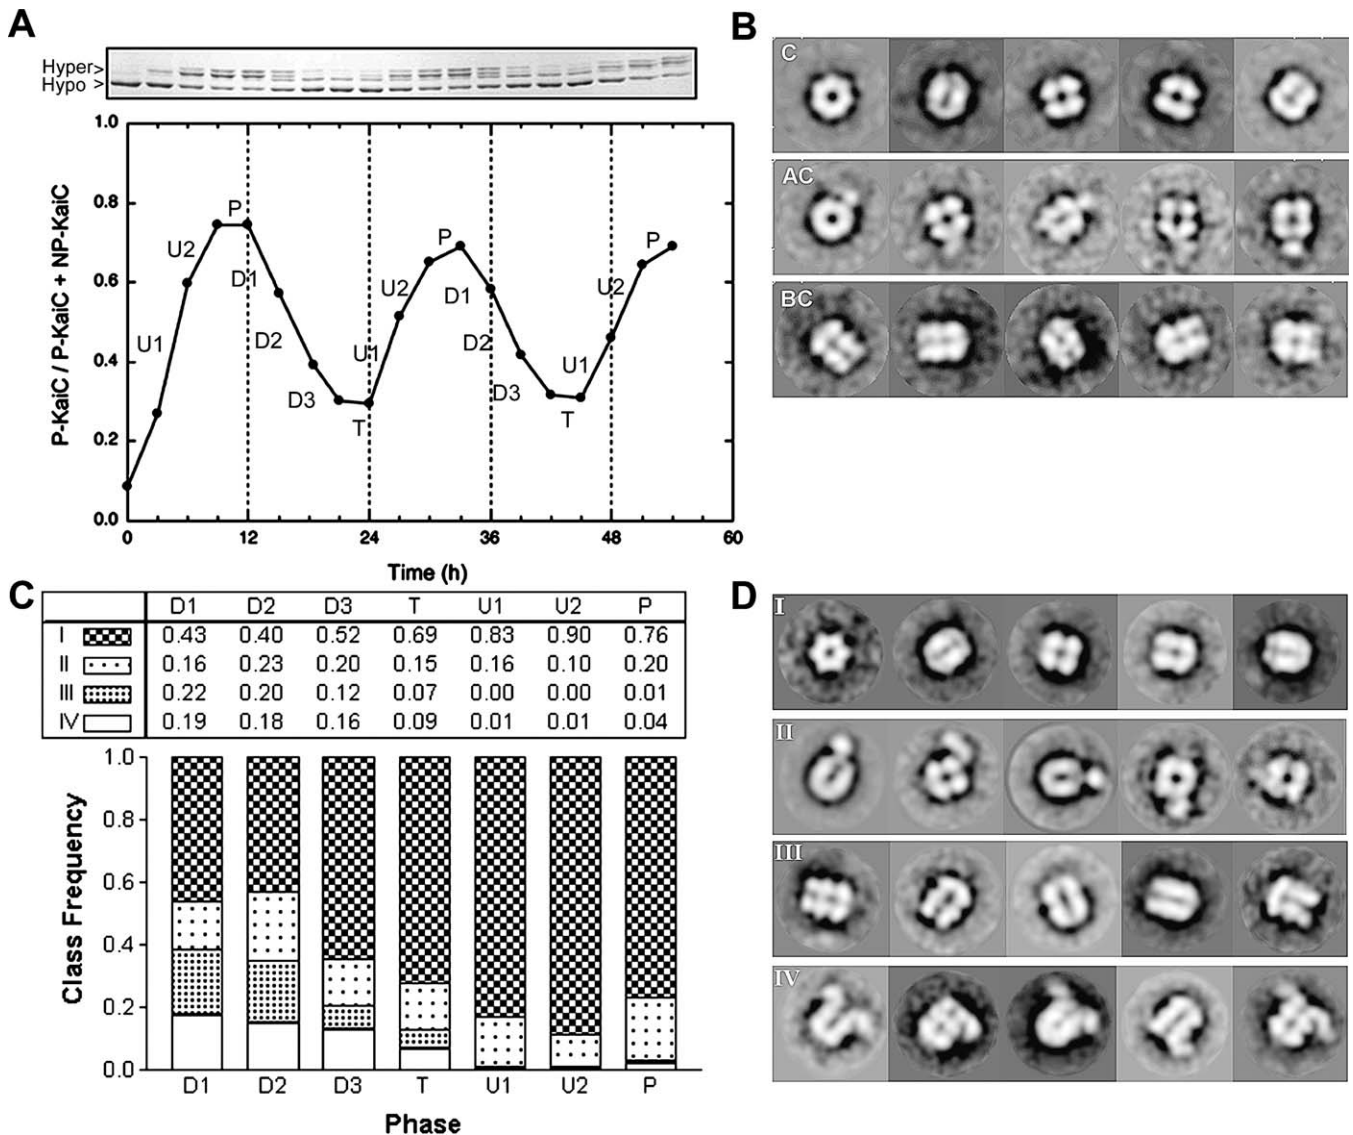 A
Hyper>
Hypo >
1.0
0.8
0.6
0.4
0.2
0.0
P-KaiC / P-KaiC + NP-KaiC
U1
U2
P
D1
D2
D3
T
U1
U2
P
D1
D2
D3
T
U1
U2
P
0 12 24 36 48 60
Time (h)
B
C
AC
BC
C
D1 D2 D3 T U1 U2 P
I 0.43 0.40 0.52 0.69 0.83 0.90 0.76
II 0.16 0.23 0.20 0.15 0.16 0.10 0.20
III 0.22 0.20 0.12 0.07 0.00 0.00 0.01
IV 0.19 0.18 0.16 0.09 0.01 0.01 0.04
1.0
0.8
0.6
0.4
0.2
0.0
Class Frequency
D1 D2 D3 T U1 U2 P
Phase
D
I
II
III
IV